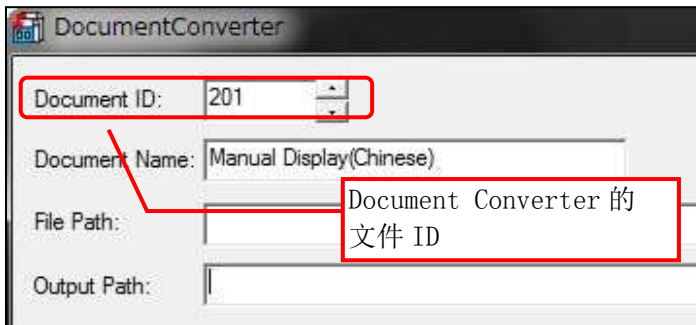 DocumentConverter
Document ID: 201
Document Name: Manual Display(Chinese)
Document Converter 的
文件 ID
File Path:
Output Path: